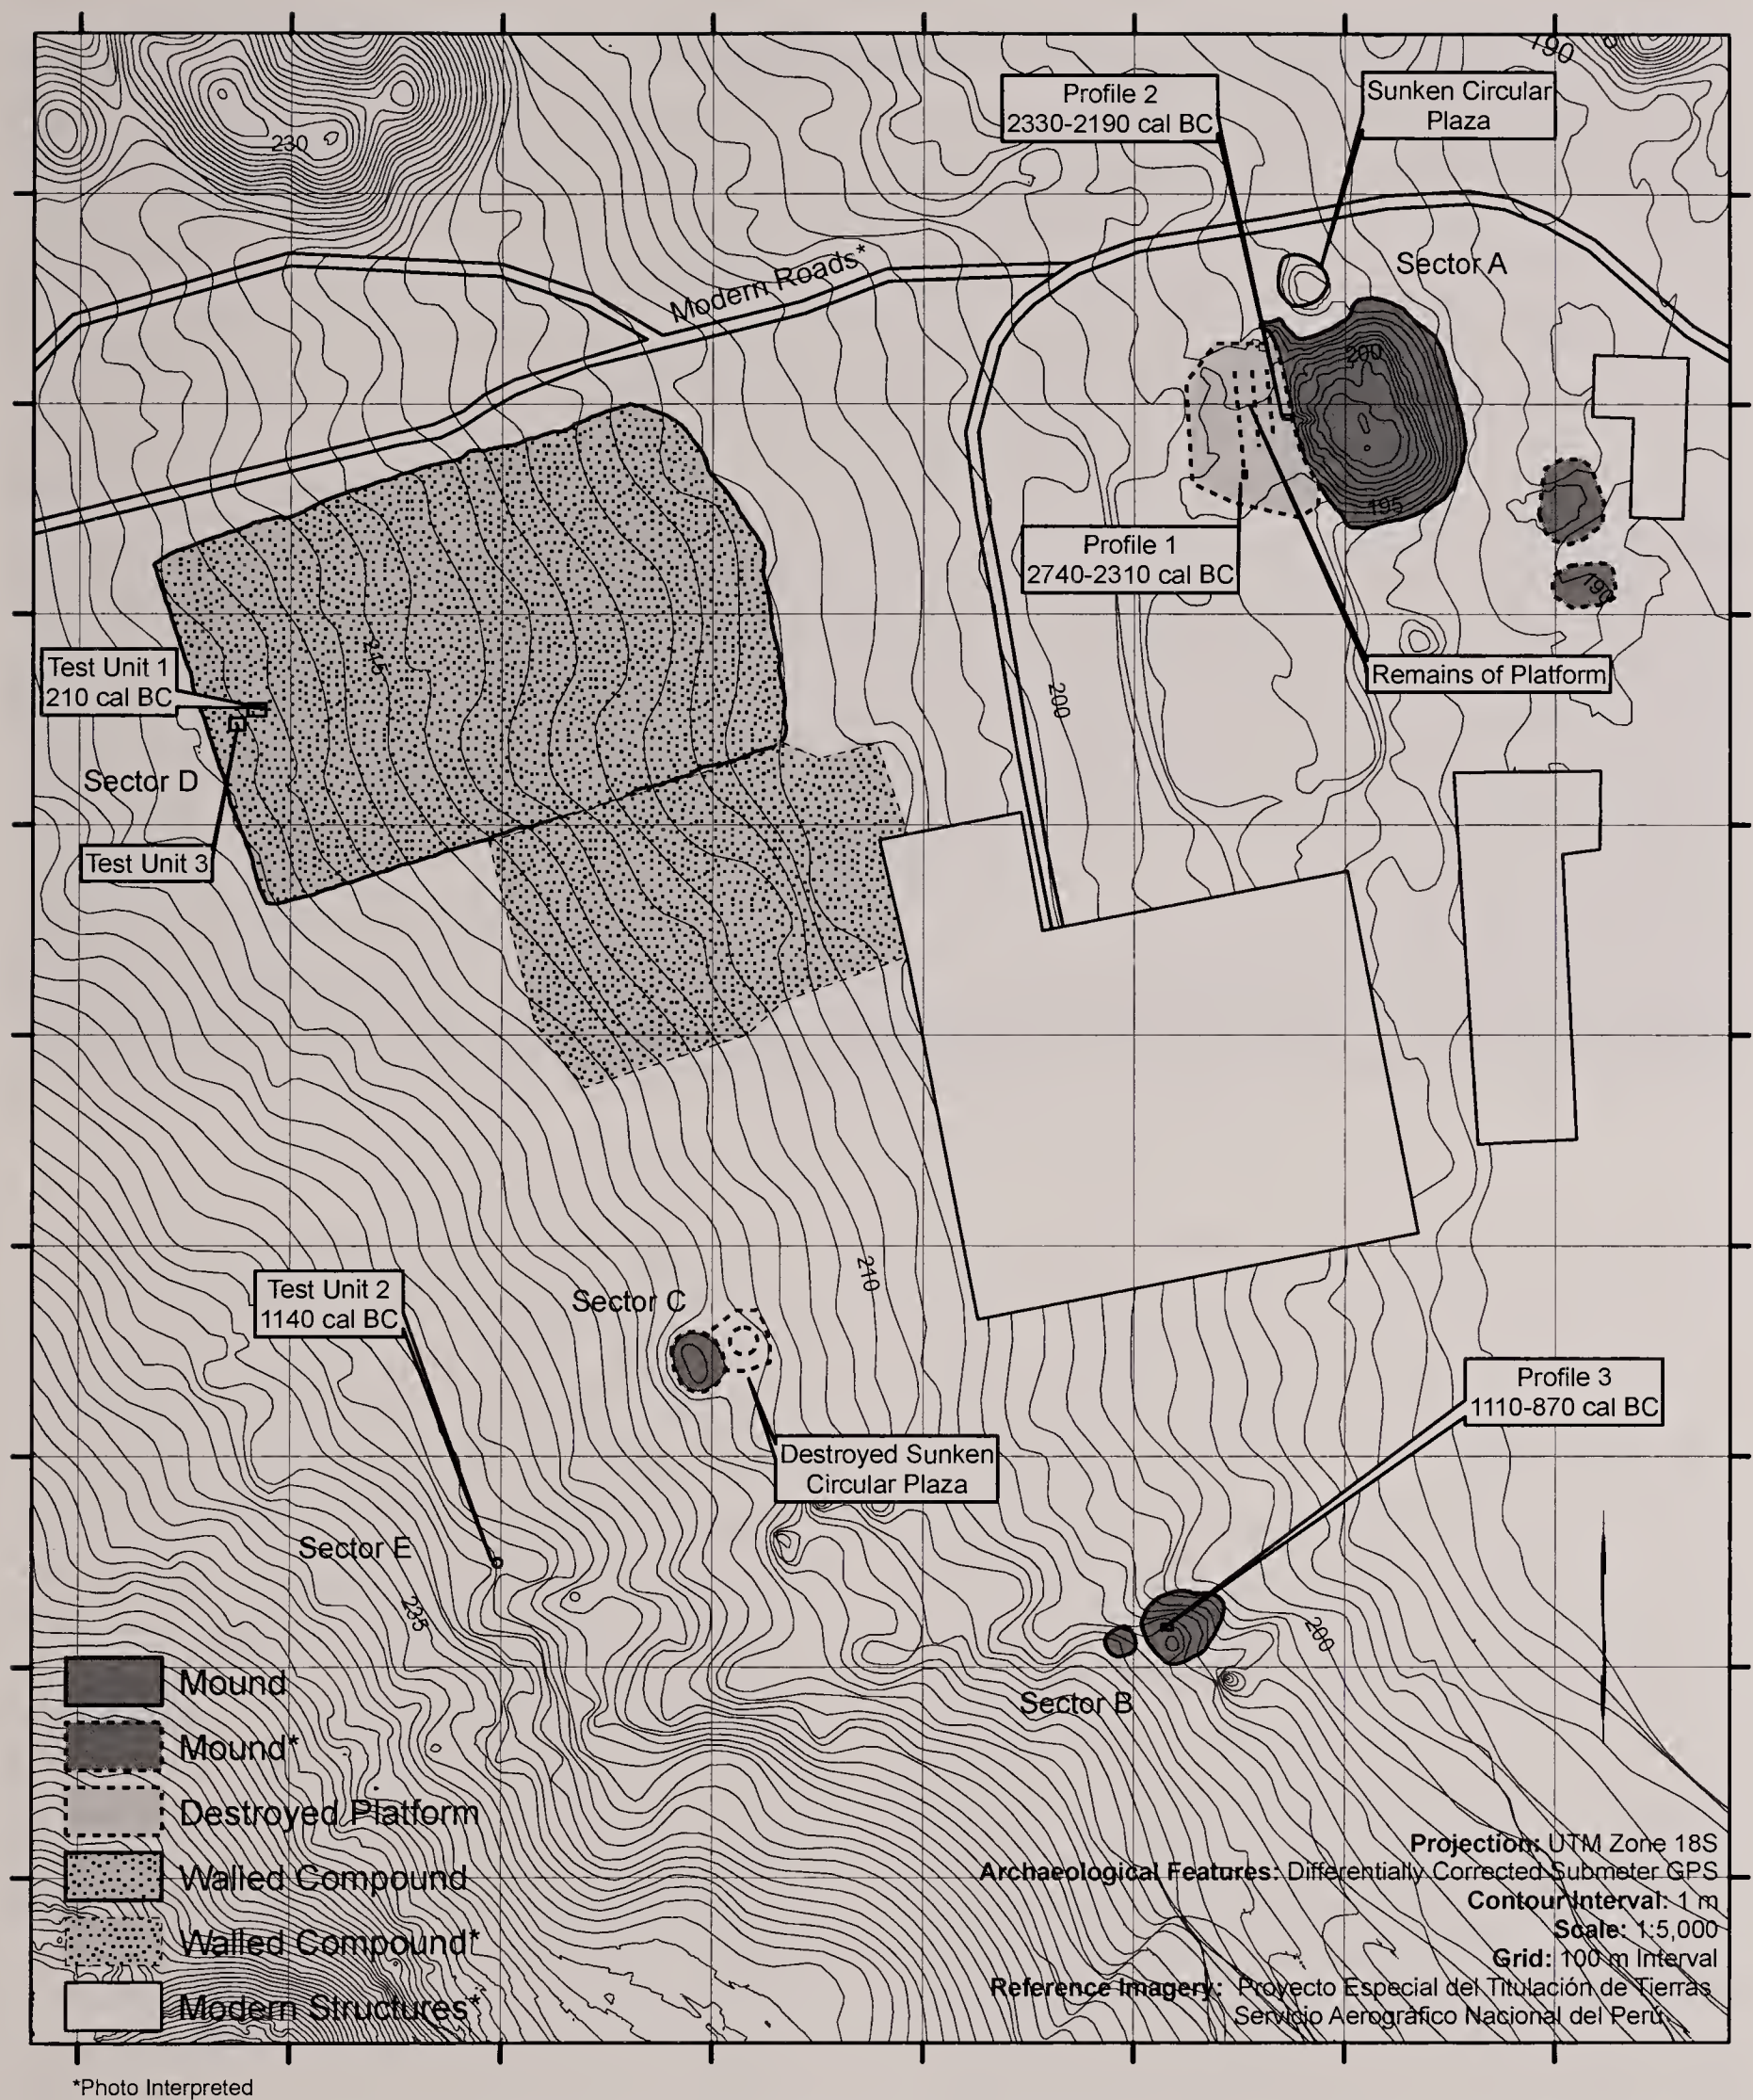 190
Profile 2
2330-2190 cal BC
Sunken Circular
Plaza
230
Modern Roads*
Sector A
200
195
Profile 1
2740-2310 cal BC
190
215
Test Unit 1
210 cal BC
Remains of Platform
200
Sector D
Test Unit 3
210
Test Unit 2
1140 cal BC
Sector C
Profile 3
1110-870 cal BC
Destroyed Sunken
Circular Plaza
Sector E
235
200
Sector B
Mound
Mound*
Destroyed Platform
Walled Compound
Walled Compound*
Modern Structures*
Projection: UTM Zone 18S
Archaeological Features: Differentially Corrected Submeter GPS
Contour Interval: 1 m
Scale: 1:5,000
Grid: 100 m Interval
Reference Imagery: Proyecto Especial del Titulación de Tierras
Servicio Aerográfico Nacional del Perú
*Photo Interpreted